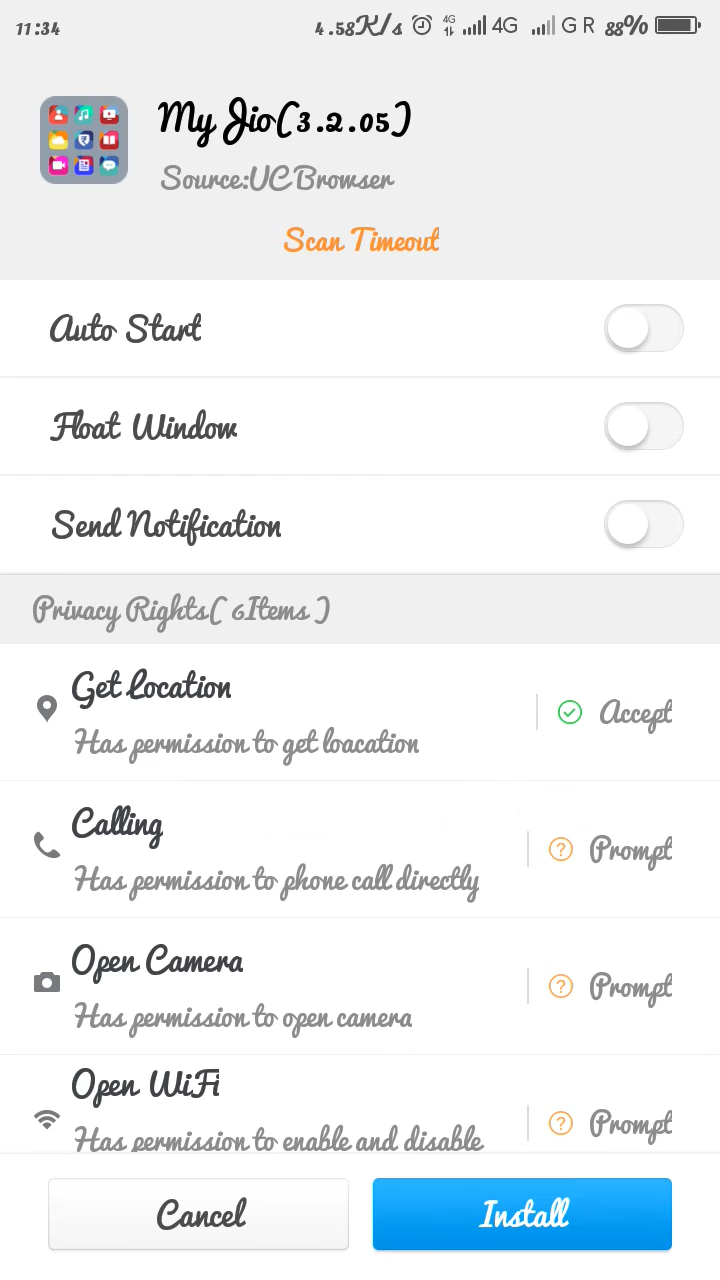 11:34 4.58K/s 4G 4G G R 88%
My Jio(3.2.05)
Source:UC Browser
Scan Timeout
Auto Start
Float Window
Send Notification
Privacy Rights( 6Items )
Get Location
Has permission to get loacation
Accept
Calling
Has permission to phone call directly
Prompt
Open Camera
Has permission to open camera
Prompt
Open WiFi
Has permission to enable and disable
Prompt
Cancel Install